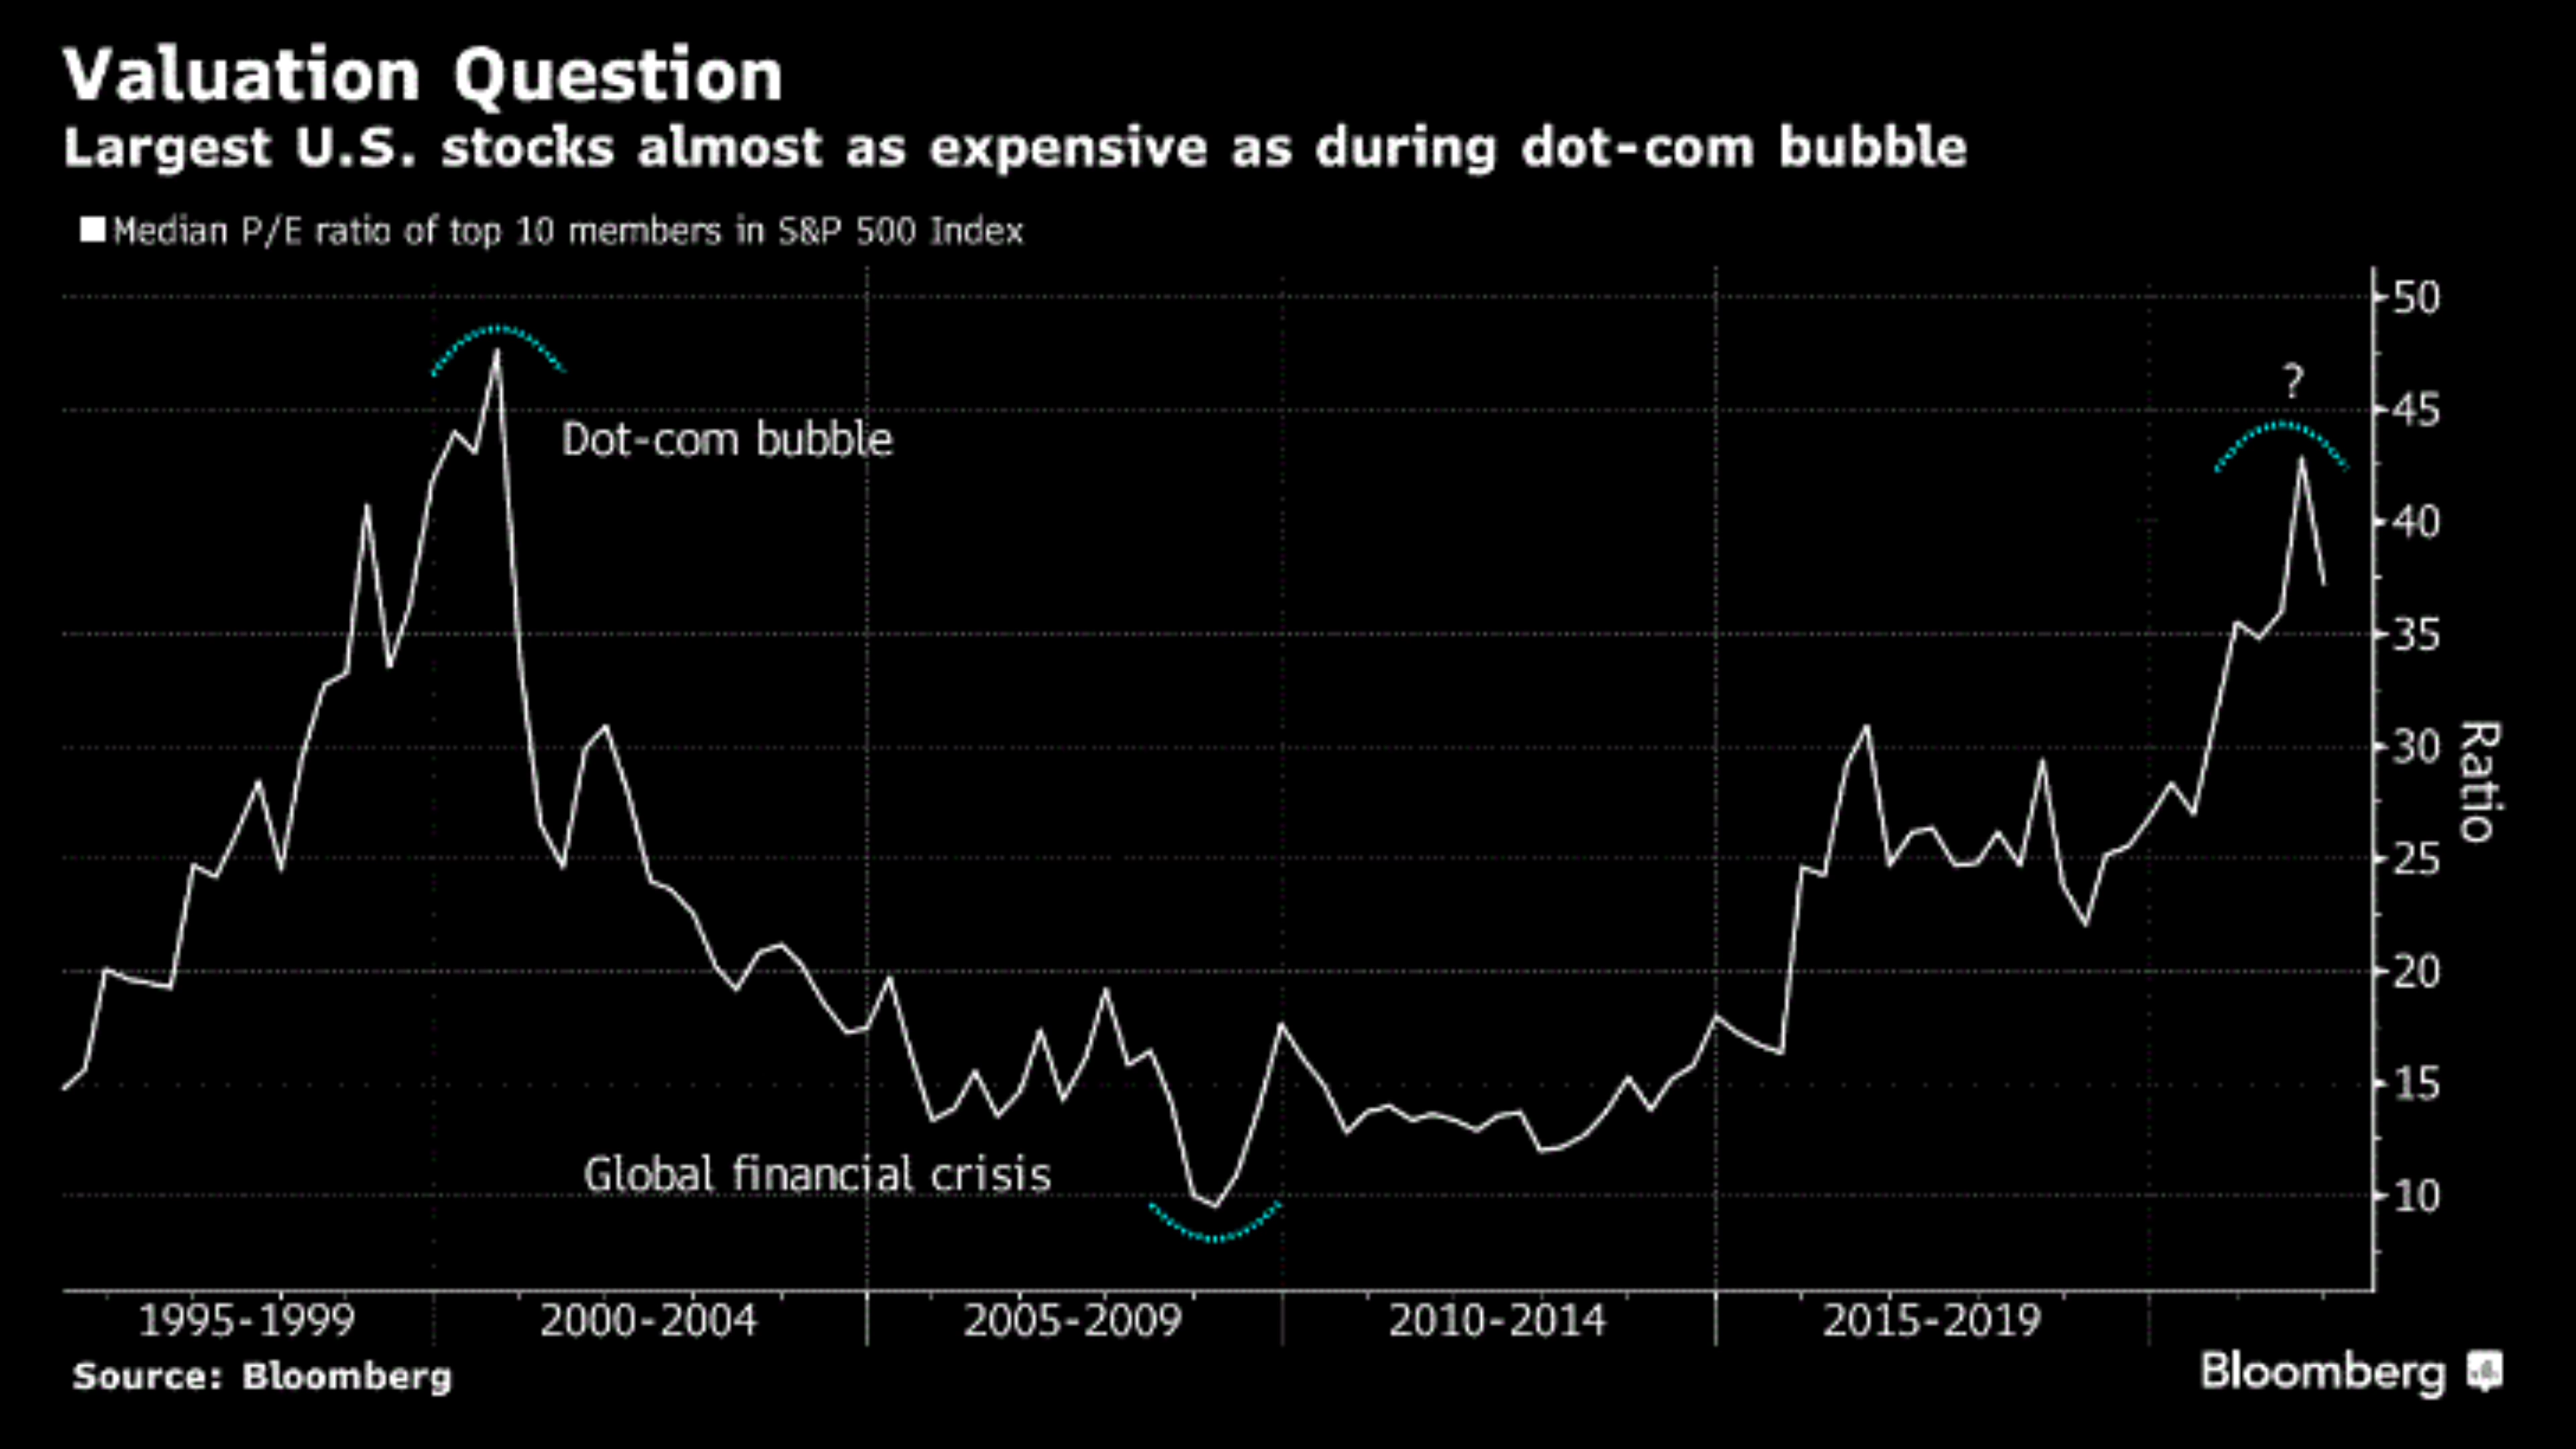 Valuation Question
Largest U.S. stocks almost as expensive as during dot-com bubble
Median P/E ratio of top 10 members in S&P 500 Index
50
?
45
Dot-com bubble
40
35
30
Ratio
25
20
15
Global financial crisis
10
1995-1999 2000-2004 2005-2009 2010-2014 2015-2019
Source: Bloomberg
Bloomberg